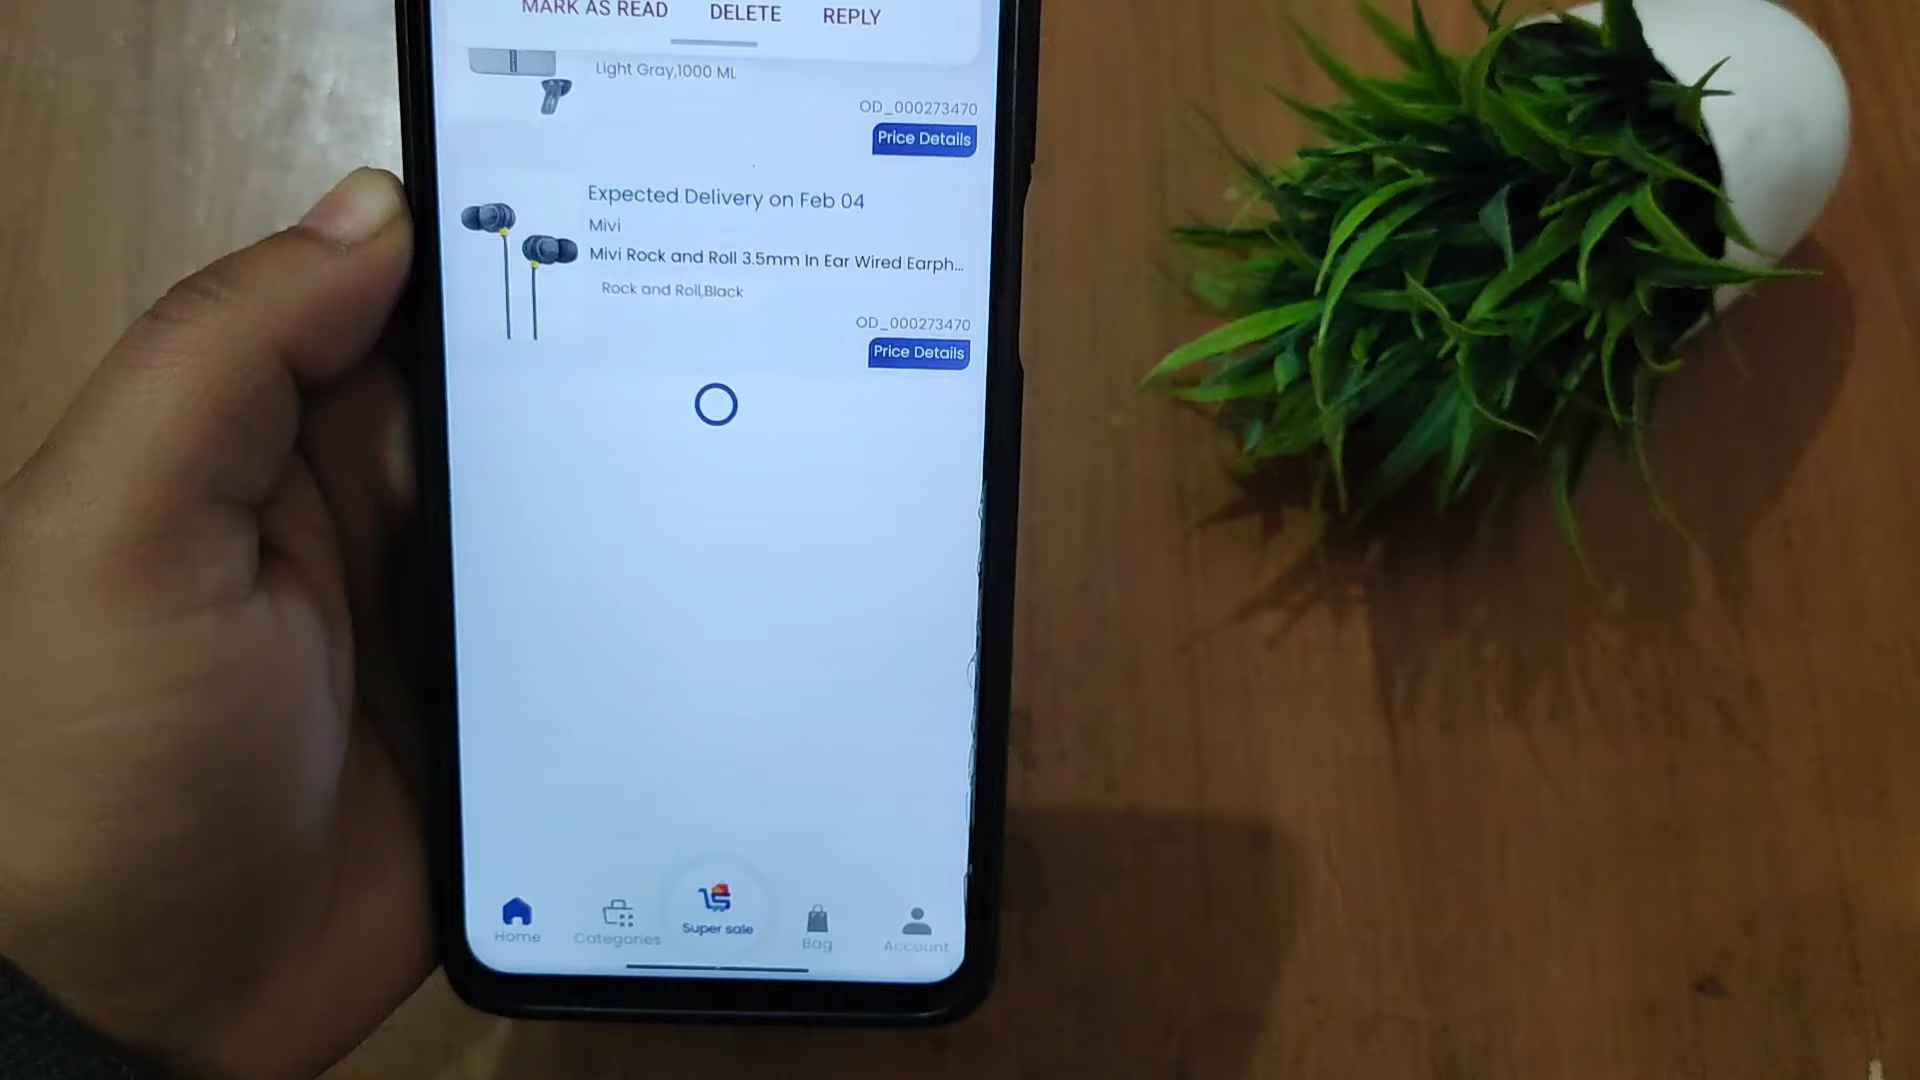 MARK AS READ DELETE REPLY
Light Gray,1000 ML
OD_000273470
Price Details
Expected Delivery on Feb 04
Mivi
Mivi Rock and Roll 3.5mm In Ear Wired Earph...
Rock and Roll,Black
OD_000273470
Price Details
Home Categories Super sale Bag Account